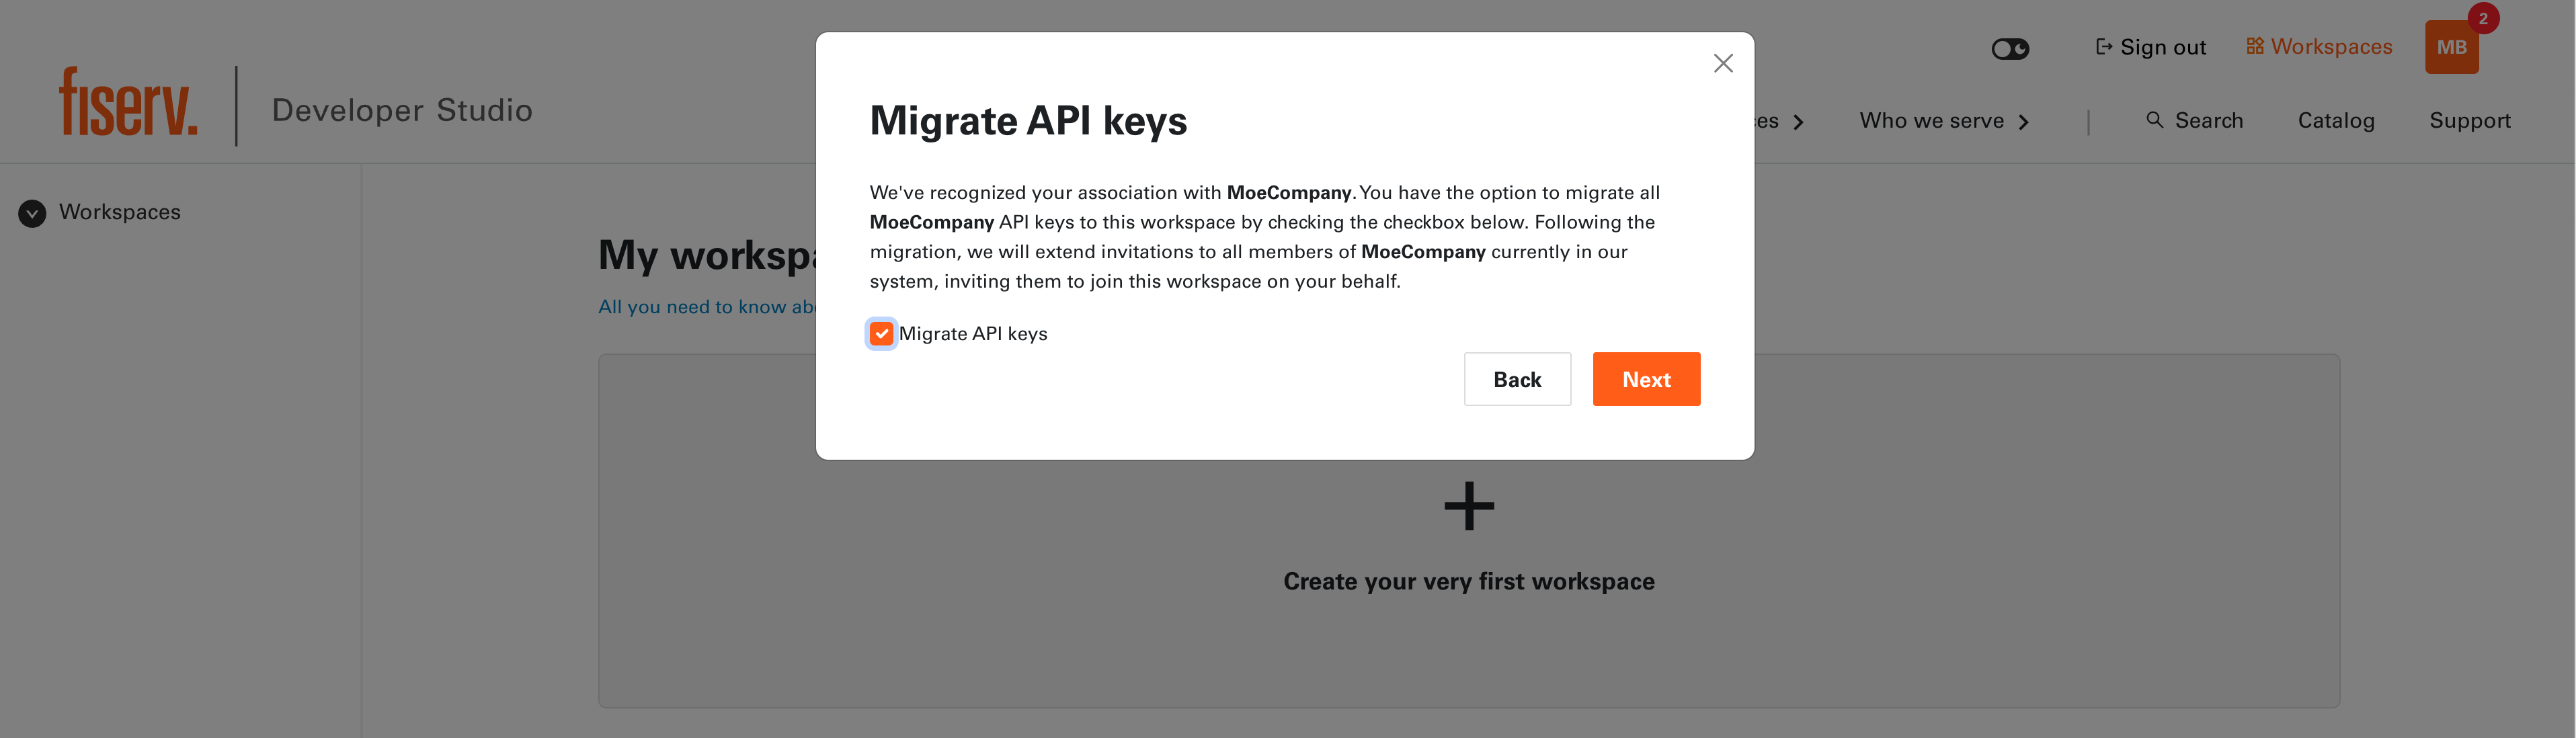 2
Sign out
Workspaces
MB
fiserv.
Developer Studio
Who we serve
Search
Catalog
Support
Workspaces
My
All you need to know
Migrate API keys
We've recognized your association with MoeCompany. You have the option to migrate all
MoeCompany API keys to this workspace by checking the checkbox below. Following the
migration, we will extend invitations to all members of MoeCompany currently in our
system, inviting them to join this workspace on your behalf.
Migrate API keys
Back
Next
Create your very first workspace